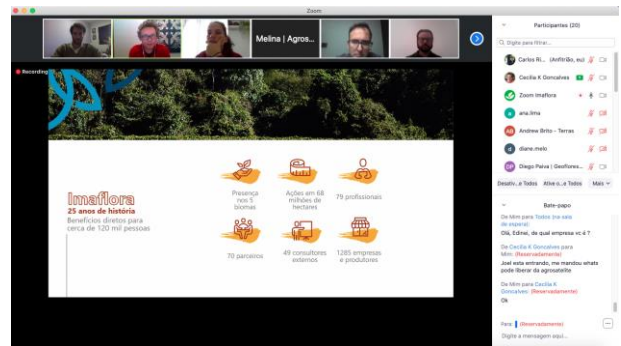 Zoom
Recording
Melina | Agros...
Imaflora
25 anos de história
Benefícios diretos para
cerca de 120 mil pessoas
Presença
nos 5
biomas
Ações em 68
milhões de
hectares
79 profissionais
70 parceiros
49 consultores
externos
1285 empresas
e produtores
Participantes (20)
Digite para filtrar...
Carlos Ri... (Anfitrião, eu)
Cecilia K Goncalves
Zoom Imaflora
a ana.lima
AB Andrew Brito - Terras
d diane.melo
DP Diego Paiva | Geoflores...
Desativ...e Todos Ative o...e Todos Mais
Bate-papo
De Mim para Todos (na sala
de espera):
Olá, Edinei, de qual empresa vc é ?
De Cecilia K Goncalves para
Mim: (Reservadamente)
Joel esta entrando, me mandou whats
pode liberar da agrosatelite
De Mim para Cecilia K
Goncalves: (Reservadamente)
Ok
Para: (Reservadamente)
Digite a mensagem aqui...